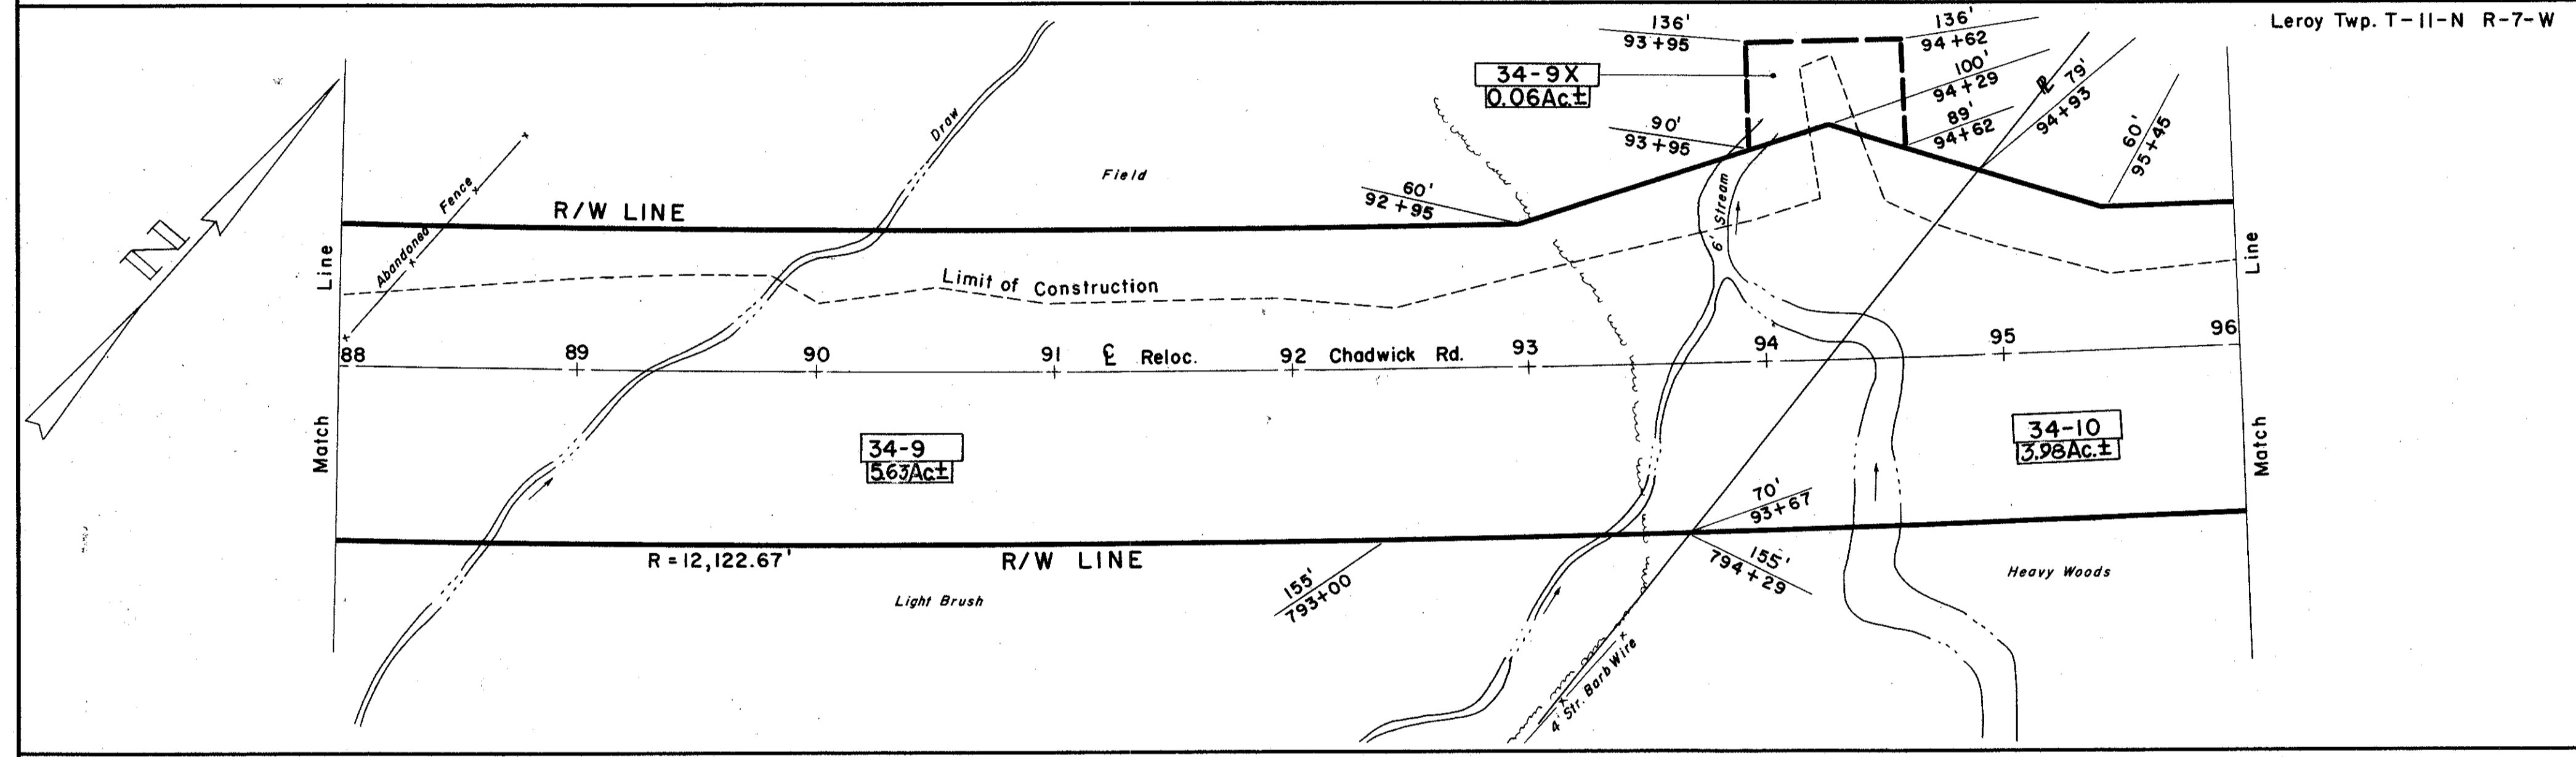 Leroy Twp. T-11-N R-7-W
136'
93+95
136'
94+62
34-9X
0.06Ac.±
100'
94+29
PL
79'
94+93
90'
93+95
89'
94+62
60'
95+45
N
Abandoned Fence
Draw
Field
60'
92+95
R/W LINE
6' Stream
Line
Limit of Construction
Line
88
89
90
91
CL Reloc.
92
Chadwick Rd.
93
94
95
96
Match
34-9
5.63Ac±
34-10
3.98Ac.±
Match
70'
93+67
R=12,122.67'
R/W LINE
155'
793+00
155'
794+29
Light Brush
Heavy Woods
4' Str. Barb Wire